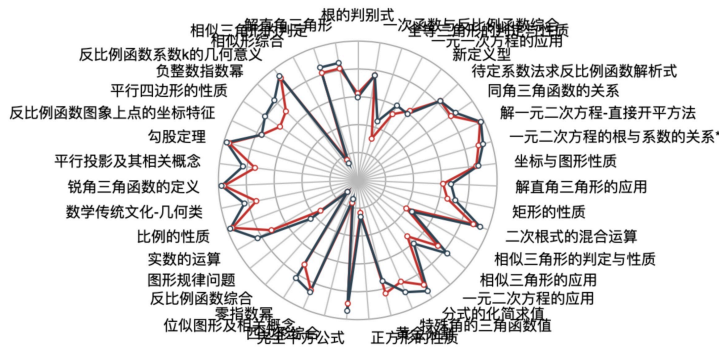 根的判别式
一次函数与反比例函数综合
全等三角形的判定与性质
一元一次方程的应用
新定义型
待定系数法求反比例函数解析式
同角三角函数的关系
解一元二次方程-直接开平方法
一元二次方程的根与系数的关系*
坐标与图形性质
解直角三角形的应用
矩形的性质
二次根式的混合运算
相似三角形的判定与性质
相似三角形的应用
一元二次方程的应用
分式的化简求值
特殊角的三角函数值
黄金分割
正方形的性质
完全平方公式
四边形综合
位似图形及相关概念
零指数幂
反比例函数综合
图形规律问题
实数的运算
比例的性质
数学传统文化-几何类
锐角三角函数的定义
平行投影及其相关概念
勾股定理
反比例函数图象上点的坐标特征
平行四边形的性质
负整数指数幂
反比例函数系数k的几何意义
相似形综合
相似三角形的判定
解直角三角形